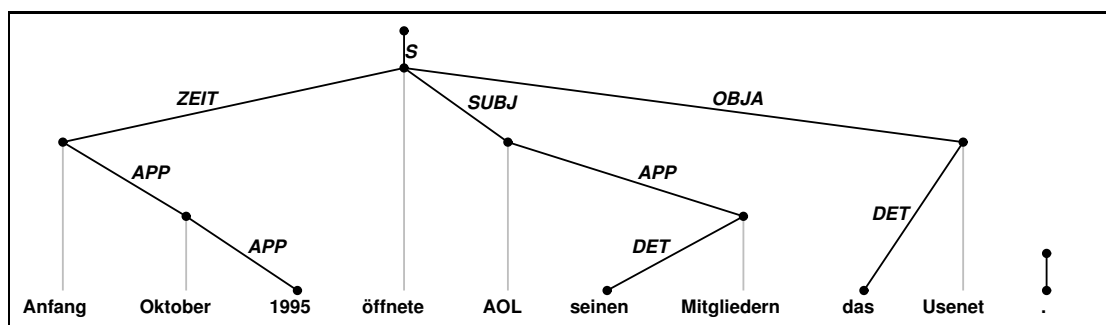 S
ZEIT SUBJ OBJA
APP APP
DET
APP DET
Anfang Oktober 1995 öffnete AOL seinen Mitgliedern das Usenet .